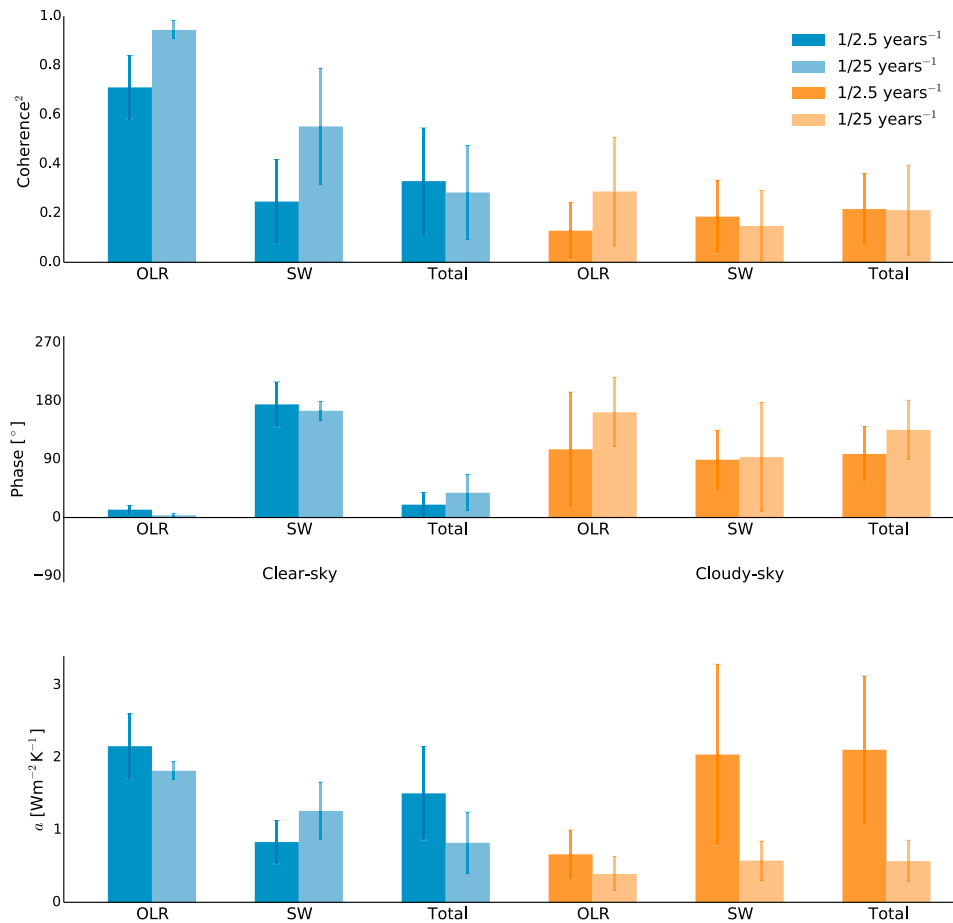 1.0
0.8
0.6
0.4
0.2
0.0
Coherence²
1/2.5 years⁻¹
1/25 years⁻¹
1/2.5 years⁻¹
1/25 years⁻¹
OLR SW Total OLR SW Total
270
180
90
0
−90
Phase [°]
OLR SW Total OLR SW Total
Clear-sky Cloudy-sky
3
2
1
0
a [Wm⁻²K⁻¹]
OLR SW Total OLR SW Total